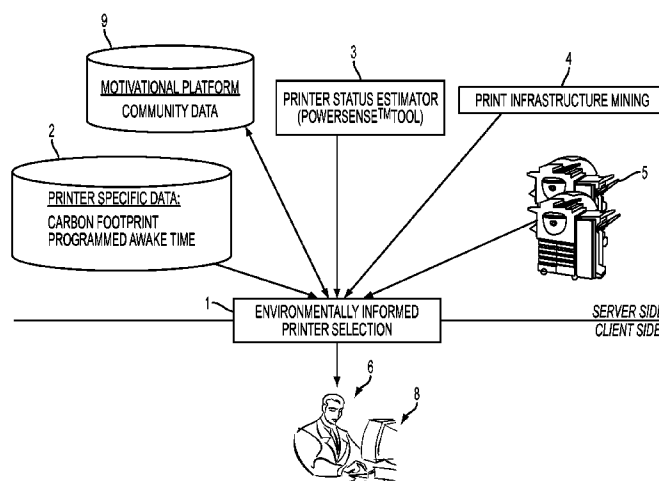 9
MOTIVATIONAL PLATFORM
COMMUNITY DATA
3
PRINTER STATUS ESTIMATOR
(POWERSENSE™TOOL)
4
PRINT INFRASTRUCTURE MINING
2
PRINTER SPECIFIC DATA:
CARBON FOOTPRINT
PROGRAMMED AWAKE TIME
5
1
ENVIRONMENTALLY INFORMED
PRINTER SELECTION
SERVER SIDE
CLIENT SIDE
6
8